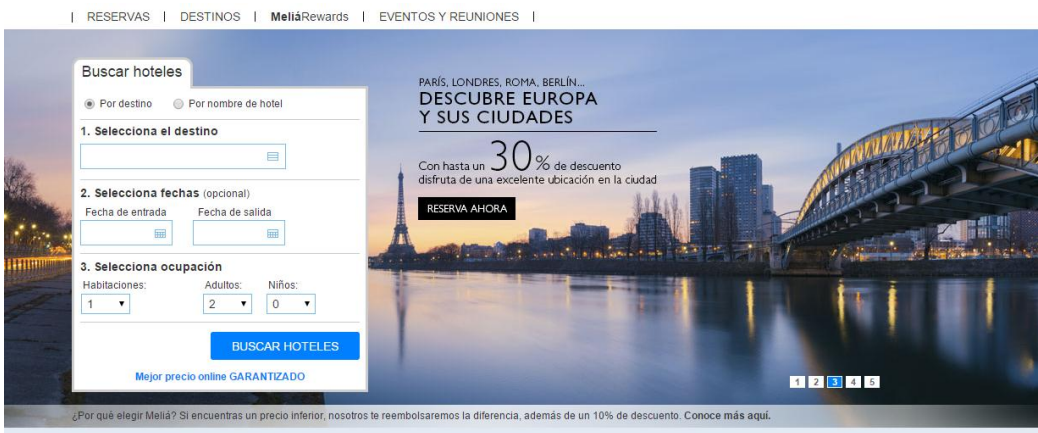 | RESERVAS | DESTINOS | MeliáRewards | EVENTOS Y REUNIONES |
Buscar hoteles
Por destino Por nombre de hotel
1. Selecciona el destino
2. Selecciona fechas (opcional)
Fecha de entrada Fecha de salida
3. Selecciona ocupación
Habitaciones: Adultos: Niños:
1 2 0
BUSCAR HOTELES
Mejor precio online GARANTIZADO
PARÍS, LONDRES, ROMA, BERLÍN...
DESCUBRE EUROPA
Y SUS CIUDADES
Con hasta un 30% de descuento
disfruta de una excelente ubicación en la ciudad
RESERVA AHORA
1 2 3 4 5
¿Por qué elegir Meliá? Si encuentras un precio inferior, nosotros te reembolsaremos la diferencia, además de un 10% de descuento. Conoce más aquí.